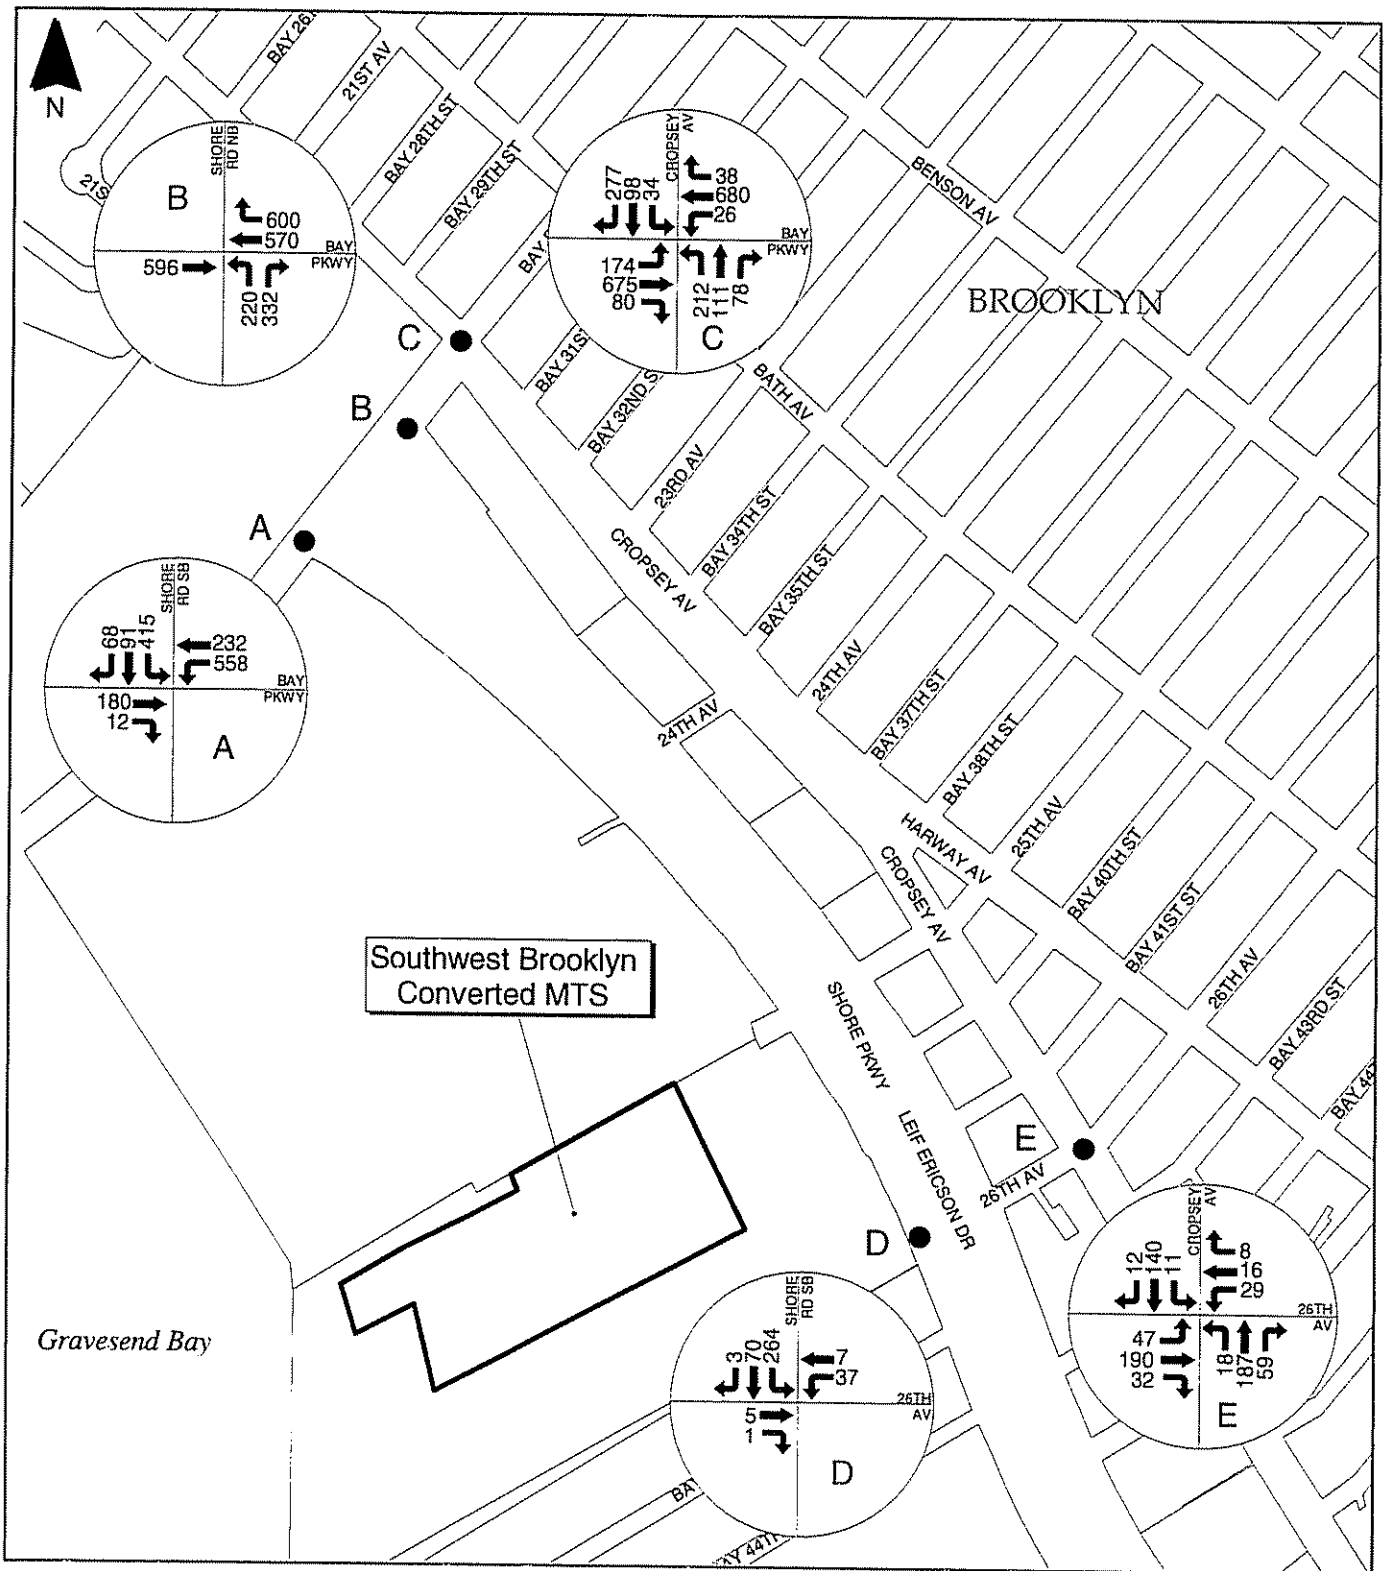 N
BAY 26
21ST AV
BAY 28TH ST
BAY 29TH ST
BAY
21S
B
SHORE
RD NB
600
570
BAY
PKWY
596
220
332
CROPSEY
AV
277
98
34
38
680
26
BAY
PKWY
174
675
80
212
111
78
C
BENSON AV
BROOKLYN
C
B
A
BAY 31S
BAY 32ND S
BATH AV
23RD AV
BAY 34TH ST
BAY 35TH ST
CROPSEY AV
24TH AV
BAY 37TH ST
BAY 38TH ST
24TH AV
HARWAY AV
25TH AV
BAY 40TH ST
BAY 41ST ST
26TH AV
BAY 43RD ST
BAY 44T
CROPSEY AV
SHORE
RD SB
68
91
415
232
558
BAY
PKWY
180
12
A
Southwest Brooklyn
Converted MTS
SHORE PKWY
LEIF ERICSON DR
26TH AV
E
D
Gravesend Bay
SHORE
RD SB
3
70
264
7
37
26TH
AV
5
1
D
BAY
AY 44TH
CROPSEY
AV
12
140
11
8
16
29
26TH
AV
47
190
32
18
187
59
E